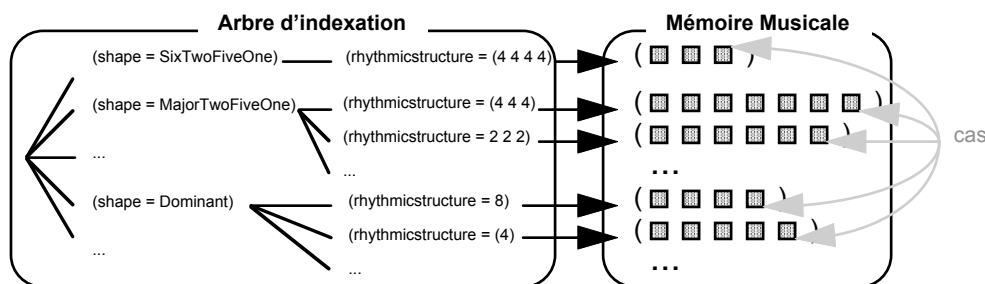 Arbre d'indexation
Mémoire Musicale
(shape = SixTwoFiveOne) (rhythmicstructure = (4 4 4 4) ( )
(shape = MajorTwoFiveOne) (rhythmicstructure = (4 4 4) ( )
(rhythmicstructure = 2 2 2) ( )
cas
... ... ...
(shape = Dominant) (rhythmicstructure = 8) ( )
(rhythmicstructure = (4) ( )
... ... ...